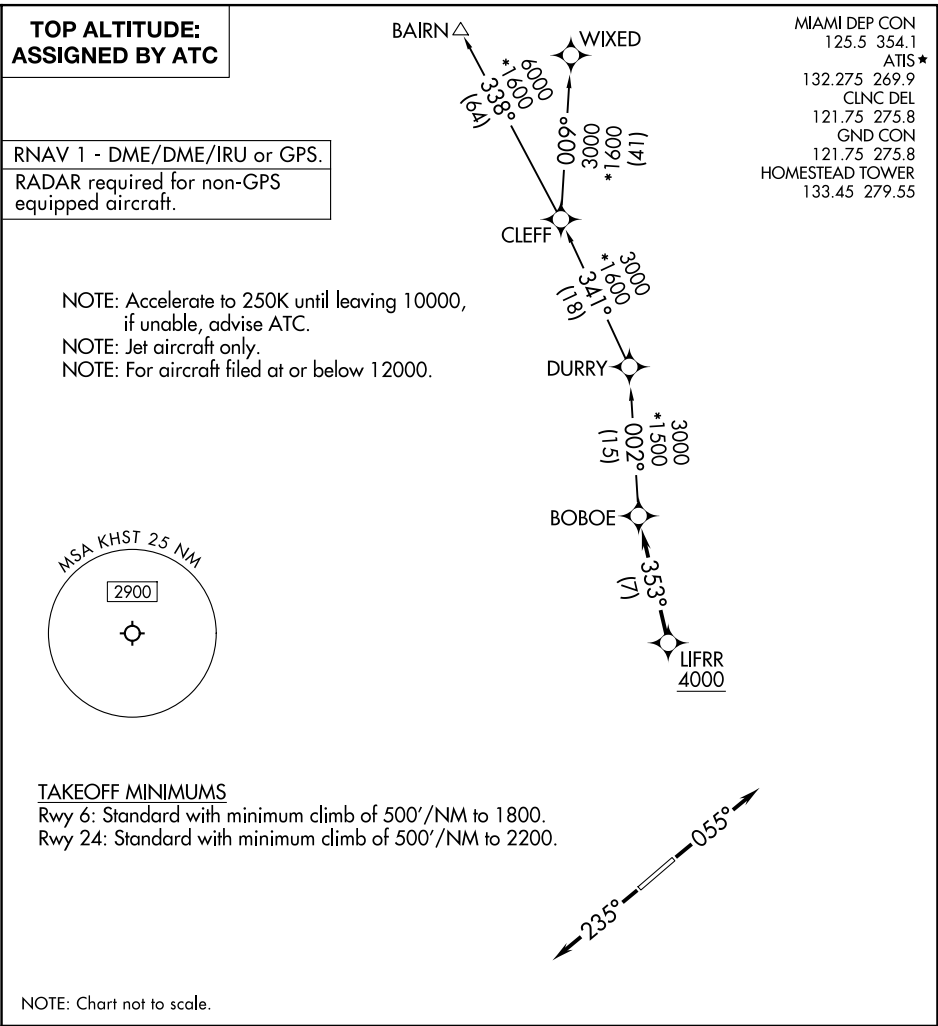 TOP ALTITUDE:
ASSIGNED BY ATC
RNAV 1 - DME/DME/IRU or GPS.
RADAR required for non-GPS
equipped aircraft.
MIAMI DEP CON
125.5 354.1
ATIS ★
132.275 269.9
CLNC DEL
121.75 275.8
GND CON
121.75 275.8
HOMESTEAD TOWER
133.45 279.55
BAIRN
WIXED
6000
*1600
338°
(64)
009°
3000
*1600
(41)
CLEFF
3000
*1600
341°
(18)
DURRY
3000
*1500
002°
(15)
BOBOE
353°
(7)
LIFRR
4000
NOTE: Accelerate to 250K until leaving 10000,
if unable, advise ATC.
NOTE: Jet aircraft only.
NOTE: For aircraft filed at or below 12000.
MSA KHST 25 NM
2900
TAKEOFF MINIMUMS
Rwy 6: Standard with minimum climb of 500'/NM to 1800.
Rwy 24: Standard with minimum climb of 500'/NM to 2200.
055°
235°
NOTE: Chart not to scale.